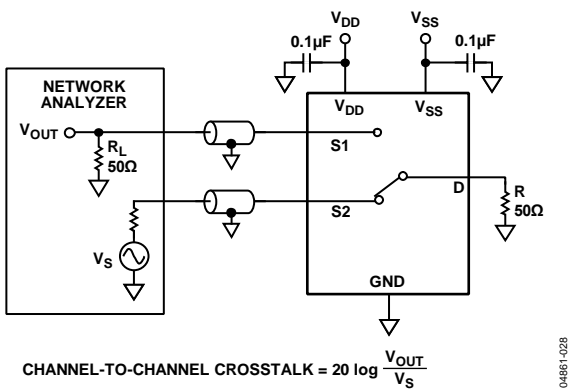 VDD
VSS
0.1µF
0.1µF
NETWORK
ANALYZER
VDD
VSS
VOUT
RL
50Ω
S1
S2
D
R
50Ω
VS
GND
CHANNEL-TO-CHANNEL CROSSTALK = 20 log VOUT
VS
04861-028